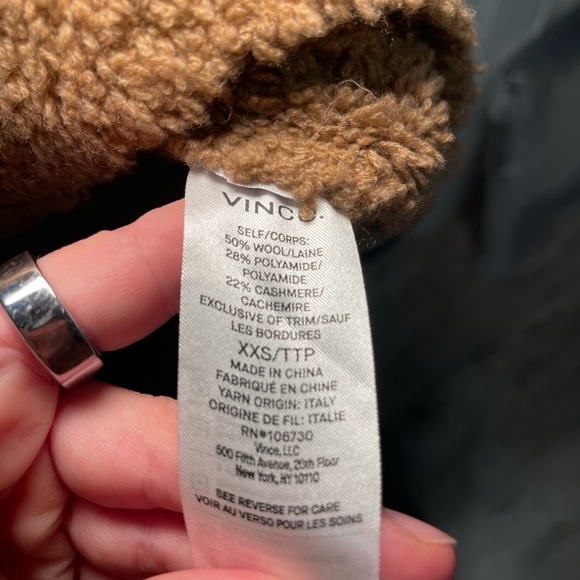 VINCE.
SELF/CORPS:
50% WOOL/LAINE
28% POLYAMIDE/
POLYAMIDE
22% CASHMERE/
CACHEMIRE
EXCLUSIVE OF TRIM/SAUF
LES BORDURES
XXS/TTP
MADE IN CHINA
FABRIQUÉ EN CHINE
YARN ORIGIN: ITALY
ORIGINE DE FIL: ITALIE
RN#106730
Vince, LLC
500 Fifth Avenue, 20th Floor
New York, NY 10110
SEE REVERSE FOR CARE
VOIR AU VERSO POUR LES SOINS